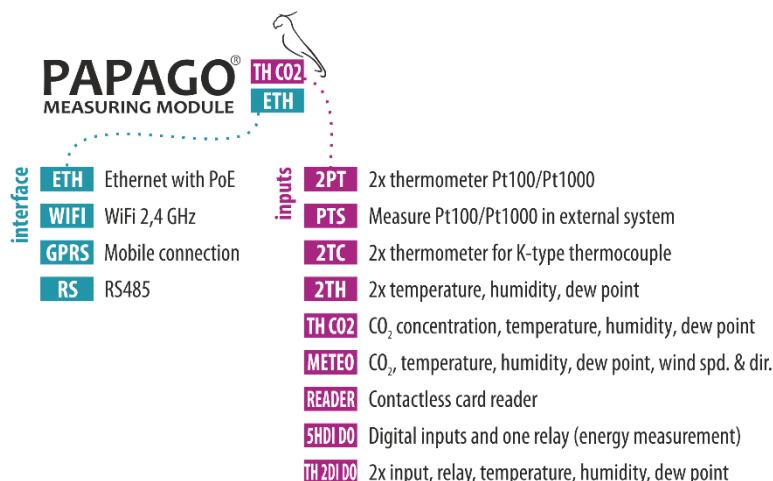 PAPAGO® TH CO2
MEASURING MODULE ETH
interface
ETH Ethernet with PoE
WIFI WiFi 2,4 GHz
GPRS Mobile connection
RS RS485
inputs
2PT 2x thermometer Pt100/Pt1000
PTS Measure Pt100/Pt1000 in external system
2TC 2x thermometer for K-type thermocouple
2TH 2x temperature, humidity, dew point
TH CO2 CO₂ concentration, temperature, humidity, dew point
METEO CO₂, temperature, humidity, dew point, wind spd. & dir.
READER Contactless card reader
5HDI DO Digital inputs and one relay (energy measurement)
TH 2DI DO 2x input, relay, temperature, humidity, dew point